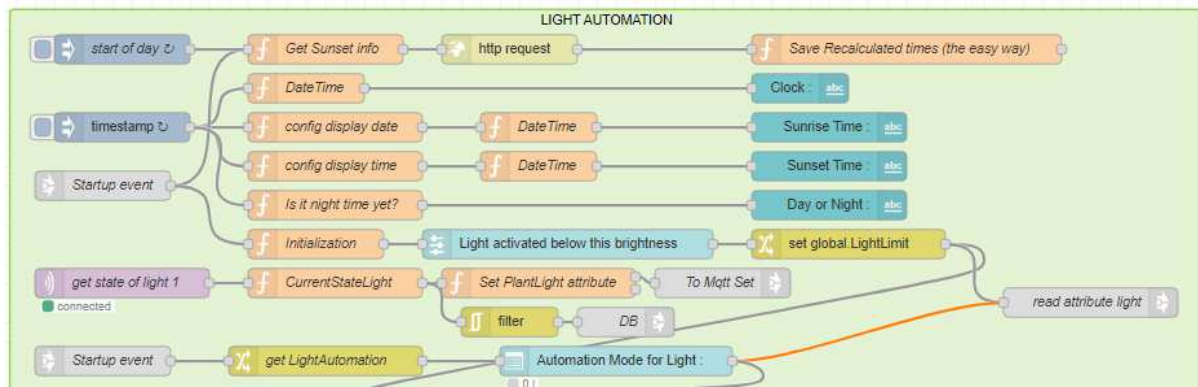 LIGHT AUTOMATION
start of day ↻ Get Sunset info http request Save Recalculated times (the easy way)
DateTime Clock : abc
timestamp ↻ config display date DateTime Sunrise Time : abc
config display time DateTime Sunset Time : abc
Startup event
Is it night time yet? Day or Night : abc
Initialization Light activated below this brightness set global.LightLimit
get state of light 1 CurrentStateLight Set PlantLight attribute To Mqtt Set
connected
read attribute light
filter DB
Startup event get LightAutomation Automation Mode for Light :